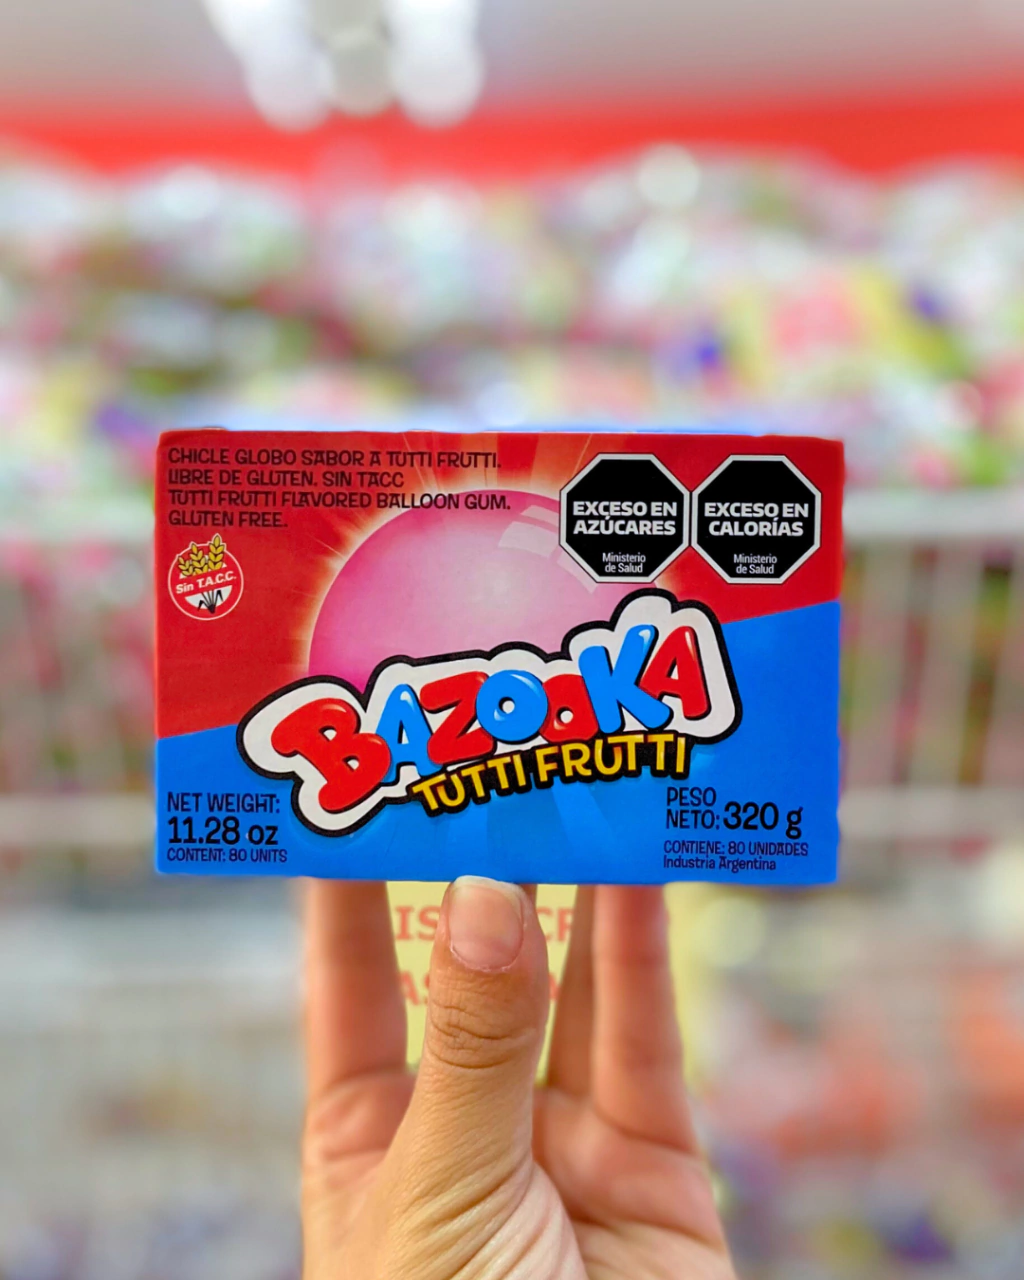 CHICLE GLOBO SABOR A TUTTI FRUTTI.
LIBRE DE GLUTEN. SIN TACC
TUTTI FRUTTI FLAVORED BALLOON GUM.
GLUTEN FREE.
Sin T.A.C.C.
EXCESO EN
AZÚCARES
Ministerio
de Salud
EXCESO EN
CALORÍAS
Ministerio
de Salud
BAZOOKA
TUTTI FRUTTI
NET WEIGHT:
11.28 oz
CONTENT: 80 UNITS
PESO
NETO: 320 g
CONTIENE: 80 UNIDADES
Industria Argentina